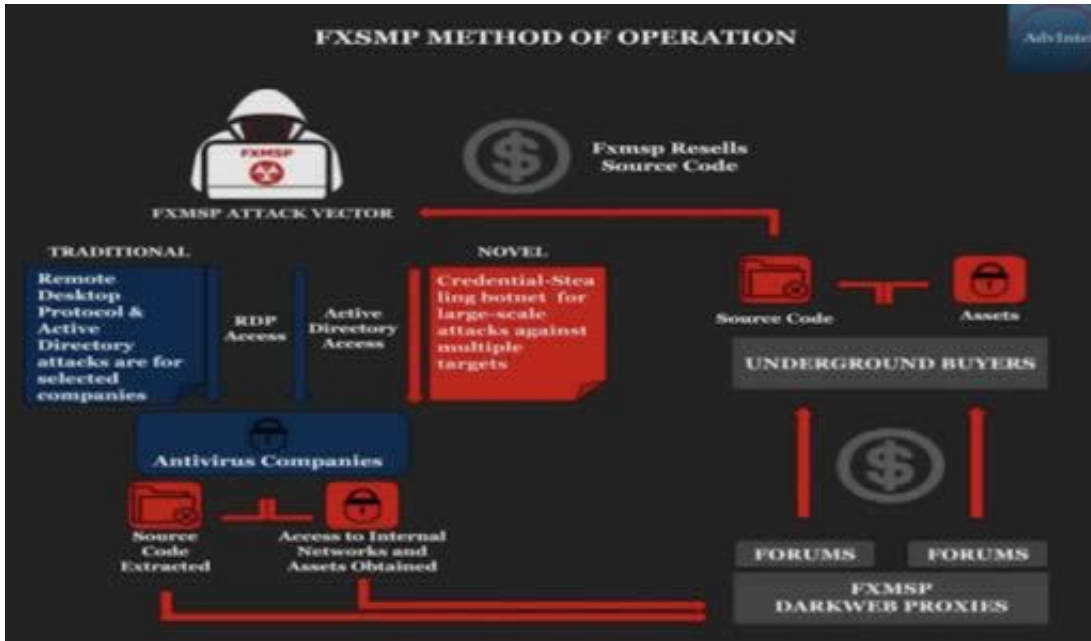 FXSMP METHOD OF OPERATION
AdvInte
FXMSP
Fxmsp Resells
Source Code
FXMSP ATTACK VECTOR
TRADITIONAL
Remote
Desktop
Protocol &
Active
Directory
attacks are for
selected
companies
RDP
Access
Active
Directory
Access
NOVEL
Credential-Stea
ling botnet for
large-scale
attacks against
multiple
targets
Source Code
Assets
UNDERGROUND BUYERS
Antivirus Companies
Source
Code
Extracted
Access to Internal
Networks and
Assets Obtained
$
$
FORUMS
FORUMS
FXMSP
DARKWEB PROXIES